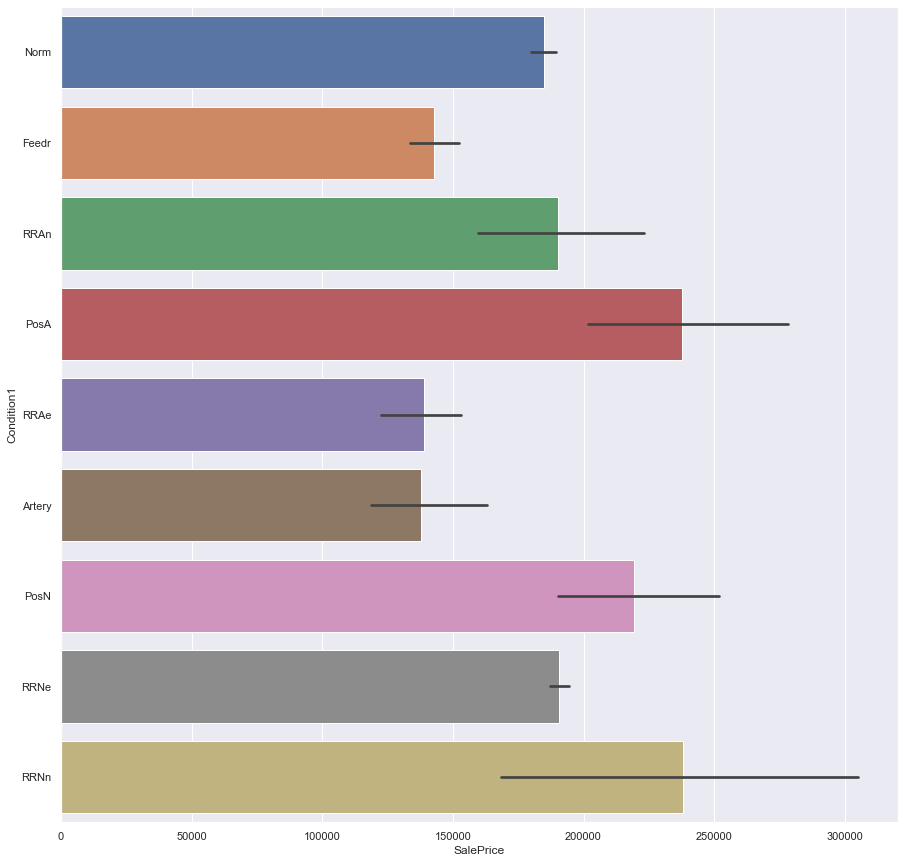 Norm
Feedr
RRAn
PosA
RRAe
Artery
PosN
RRNe
RRNn
Condition1
0 50000 100000 150000 200000 250000 300000
SalePrice